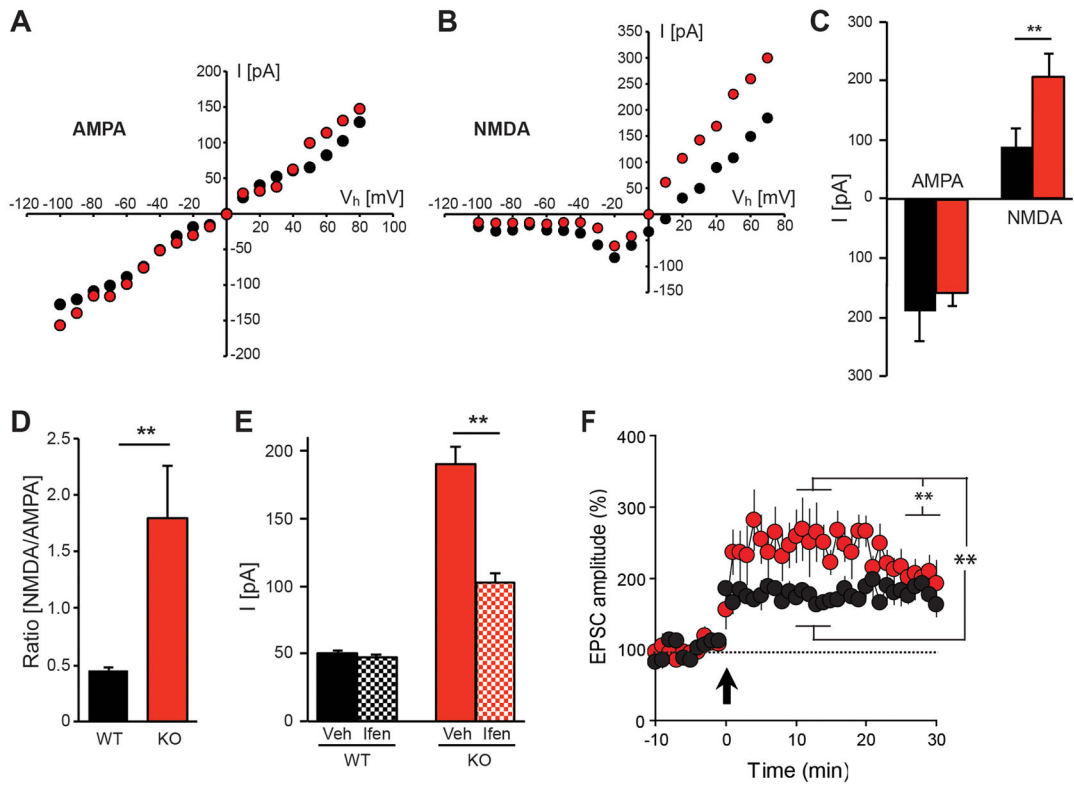 A
I [pA]
200
150
100
50
AMPA
V_h [mV]
-120 -100 -80 -60 -40 -20 0 20 40 60 80 100
-50
-100
-150
-200
B
I [pA]
350
300
250
200
150
100
50
NMDA
V_h [mV]
-120 -100 -80 -60 -40 -20 0 20 40 60 80
-100
-150
C
**
300
200
100
0
100
200
300
I [pA]
AMPA
NMDA
D
**
2.5
2.0
1.5
1.0
0.5
0
Ratio [NMDA/AMPA]
WT KO
E
**
200
150
100
50
0
I [pA]
Veh Ifen Veh Ifen
WT KO
F
400
300
200
100
0
EPSC amplitude (%)
**
**
-10 0 10 20 30
Time (min)